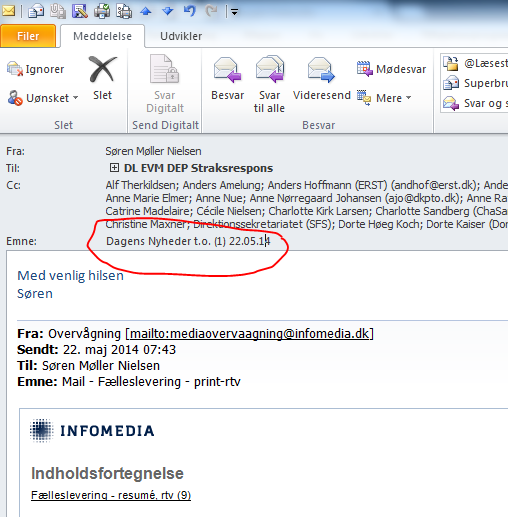 Filer Meddelelse Udvikler
Ignorer
Uønsket
Slet
Svar Digitalt
Besvar
Svar til alle
Videresend
Mødesvar
Mere
@Læsest
Superbru
Svar og s
Slet Send Digitalt Besvar
Fra: Søren Møller Nielsen
Til: DL EVM DEP Straksrespons
Cc: Alf Therkildsen; Anders Amelung; Anders Hoffmann (ERST) (andhof@erst.dk); Ande
Anne Marie Elmer; Anne Nue; Anne Nørregaard Johansen (ajo@dkpto.dk); Anne Ra
Catrine Madelaire; Cécile Nielsen; Charlotte Kirk Larsen; Charlotte Sandberg (ChaSa
Christine Maxner; Direktionssekretariatet (SFS); Dorte Høeg Koch; Dorte Kaiser (Do
Emne: Dagens Nyheder t.o. (1) 22.05.14
Med venlig hilsen
Søren
Fra: Overvågning [mailto:mediaovervaagning@infomedia.dk]
Sendt: 22. maj 2014 07:43
Til: Søren Møller Nielsen
Emne: Mail - Fælleslevering - print-rtv
INFOMEDIA
Indholdsfortegnelse
Fælleslevering - resumé, rtv (9)